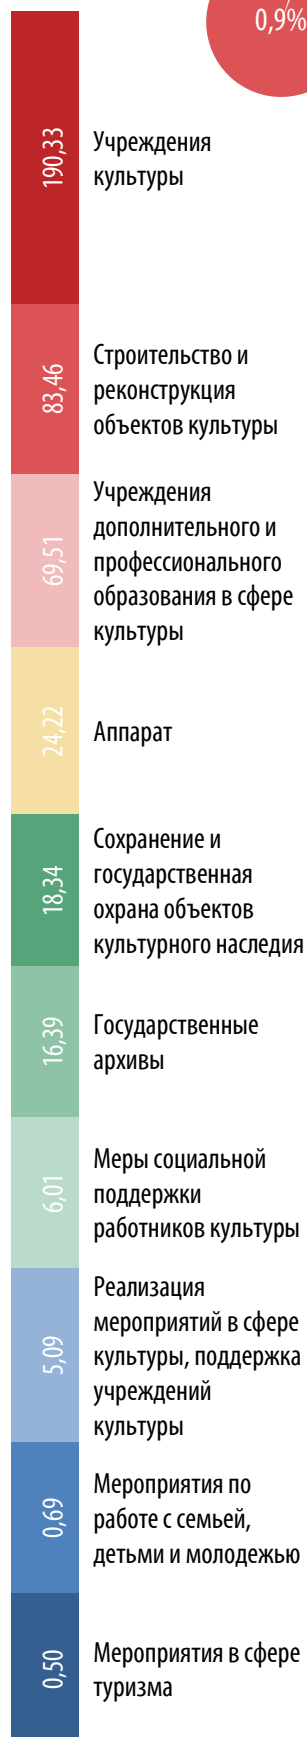 0,9%
190,33
Учреждения
культуры
83,46
Строительство и
реконструкция
объектов культуры
69,51
Учреждения
дополнительного и
профессионального
образования в сфере
культуры
24,22
Аппарат
18,34
Сохранение и
государственная
охрана объектов
культурного наследия
16,39
Государственные
архивы
6,01
Меры социальной
поддержки
работников культуры
5,09
Реализация
мероприятий в сфере
культуры, поддержка
учреждений
культуры
0,69
Мероприятия по
работе с семьей,
детьми и молодежью
0,50
Мероприятия в сфере
туризма